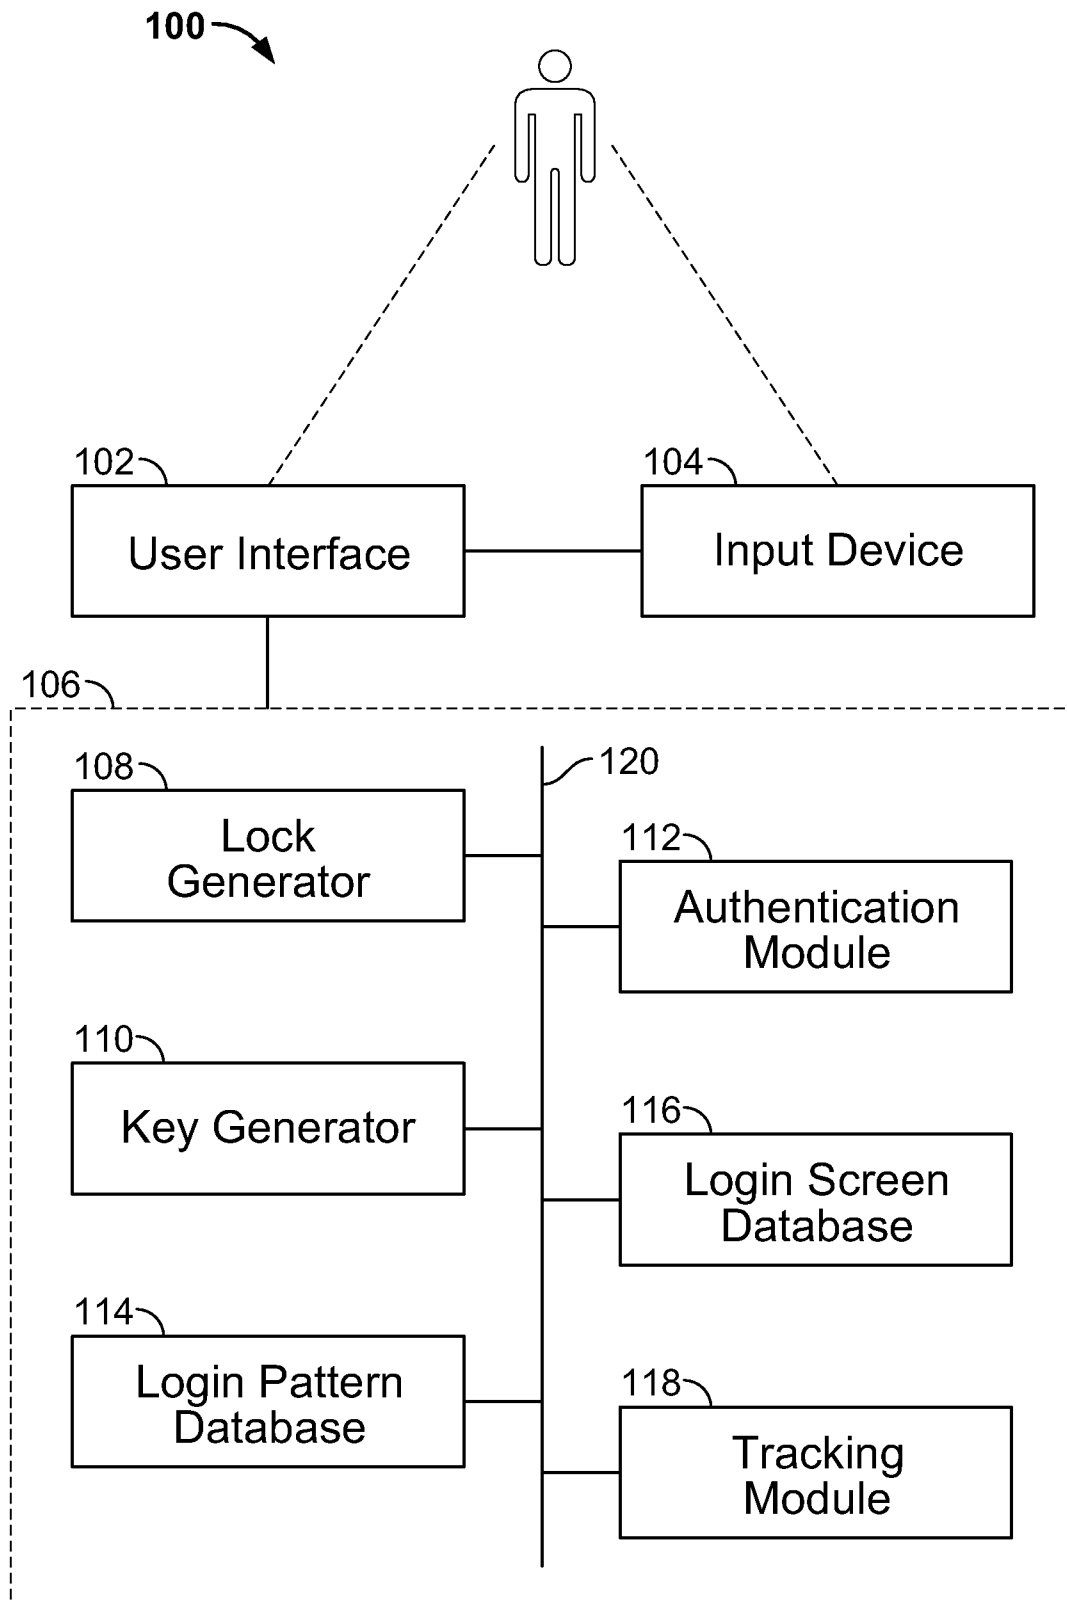 100
102
User Interface
104
Input Device
106
108
Lock
Generator
120
112
Authentication
Module
110
Key Generator
116
Login Screen
Database
114
Login Pattern
Database
118
Tracking
Module